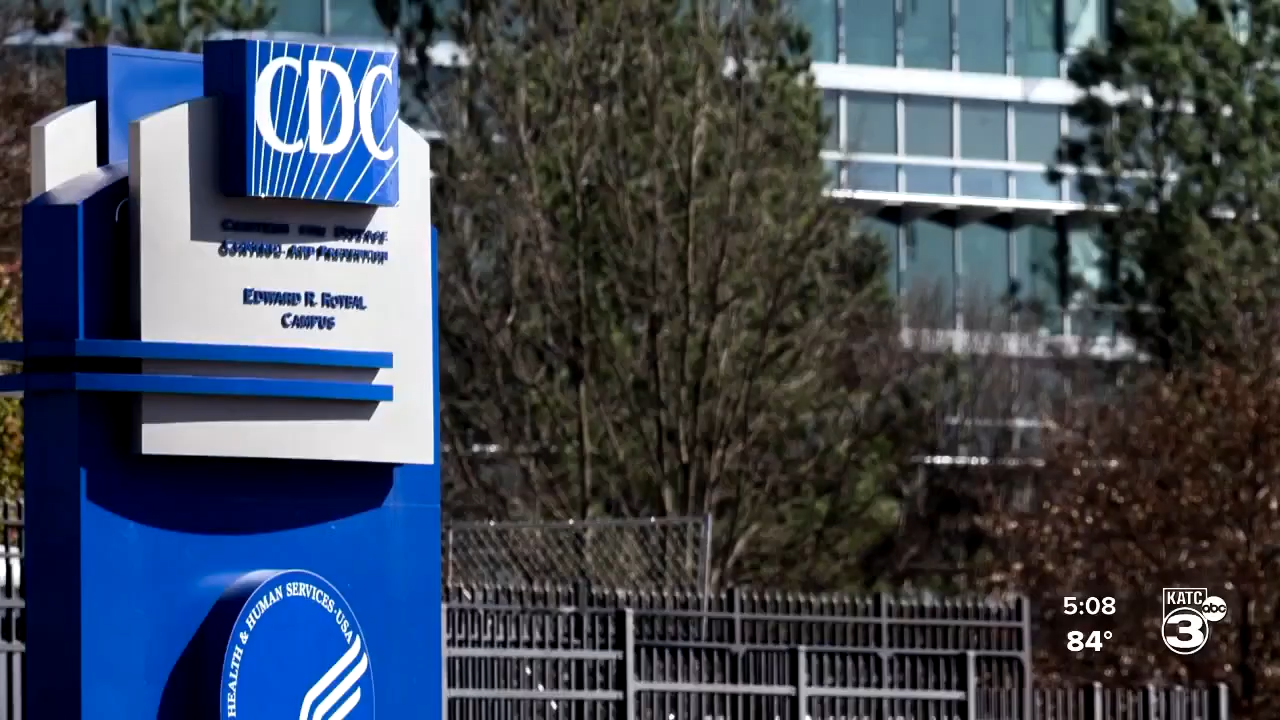 CDC
CENTERS FOR DISEASE
CONTROL AND PREVENTION
EDWARD R. ROYBAL
CAMPUS
HEALTH & HUMAN SERVICES·USA
5:08
84°
KATC
abc
3